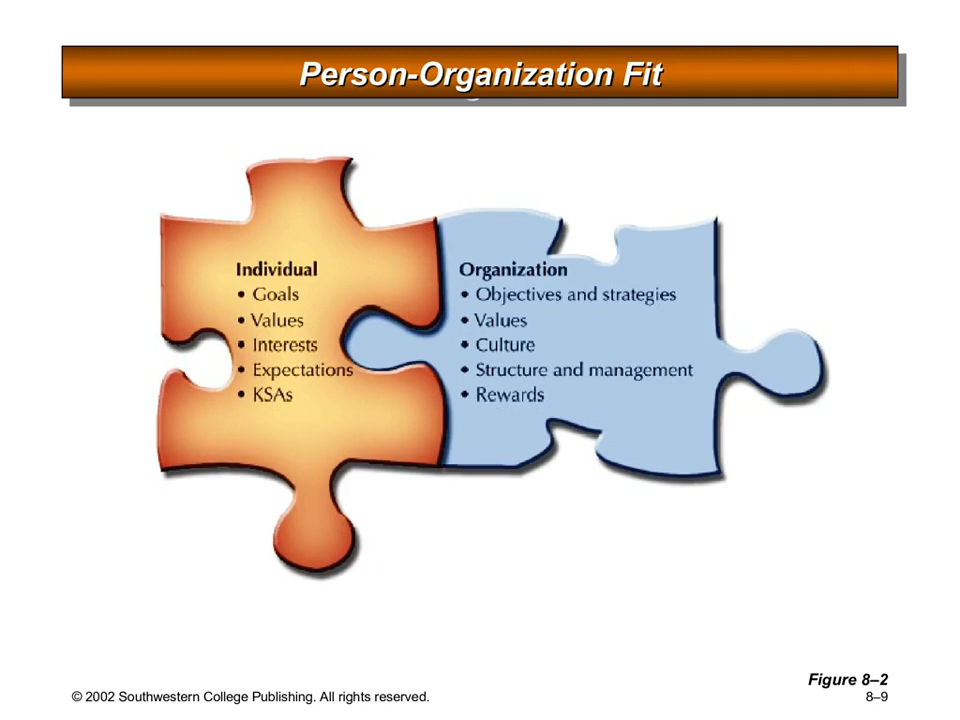 Person-Organization Fit
Individual
• Goals
• Values
• Interests
• Expectations
• KSAs
Organization
• Objectives and strategies
• Values
• Culture
• Structure and management
• Rewards
Figure 8–2
© 2002 Southwestern College Publishing. All rights reserved.
8–9